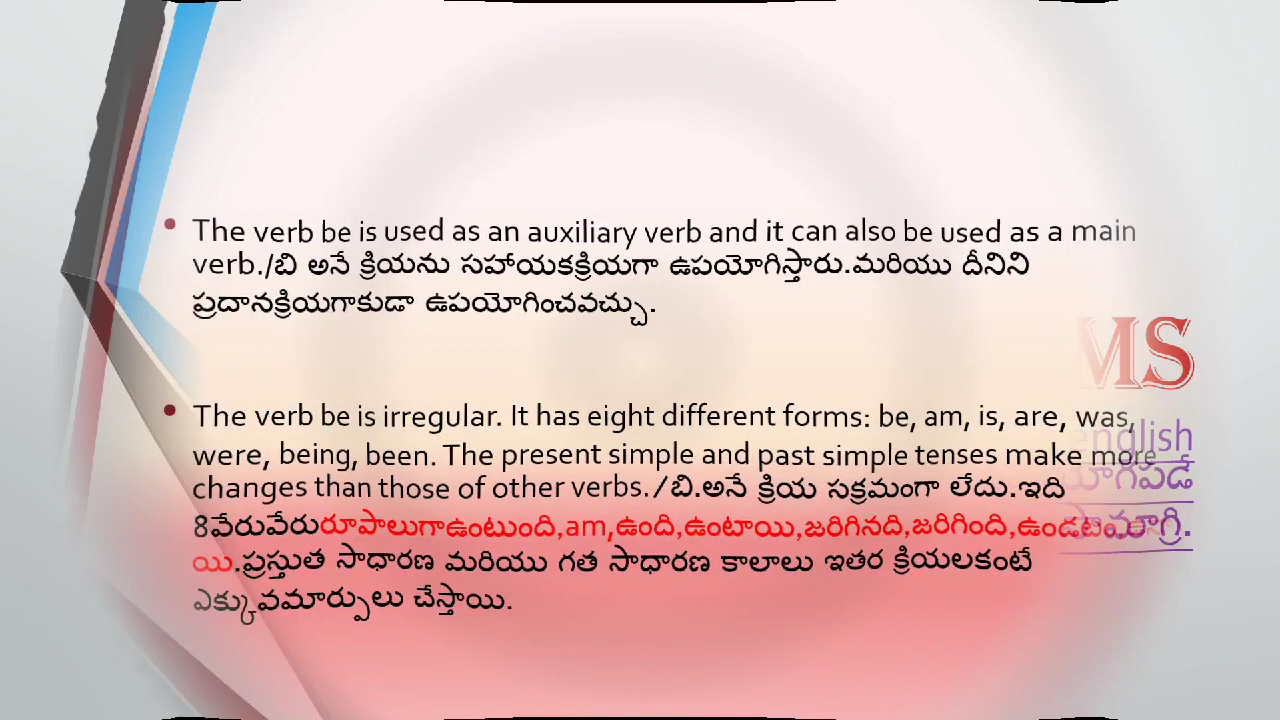 The verb be is used as an auxiliary verb and it can also be used as a main
verb./బి అనే క్రియను సహాయకక్రియగా ఉపయోగిస్తారు.మరియు దీనిని
ప్రదానక్రియగాకుడా ఉపయోగించవచ్చు.
MS
The verb be is irregular. It has eight different forms: be, am, is, are, was,
english
were, being, been. The present simple and past simple tenses make more
changes than those of other verbs./బి.అనే క్రియ సక్రమంగా లేదు.ఇది
8వేరువేరురూపాలుగాఉంటుంది,am,ఉంది,ఉంటాయి,జరిగినది,జరిగింది,ఉండటం
యి.ప్రస్తుత సాధారణ మరియు గత సాధారణ కాలాలు ఇతర క్రియలకంటే
ఎక్కువమార్పులు చేస్తాయి.